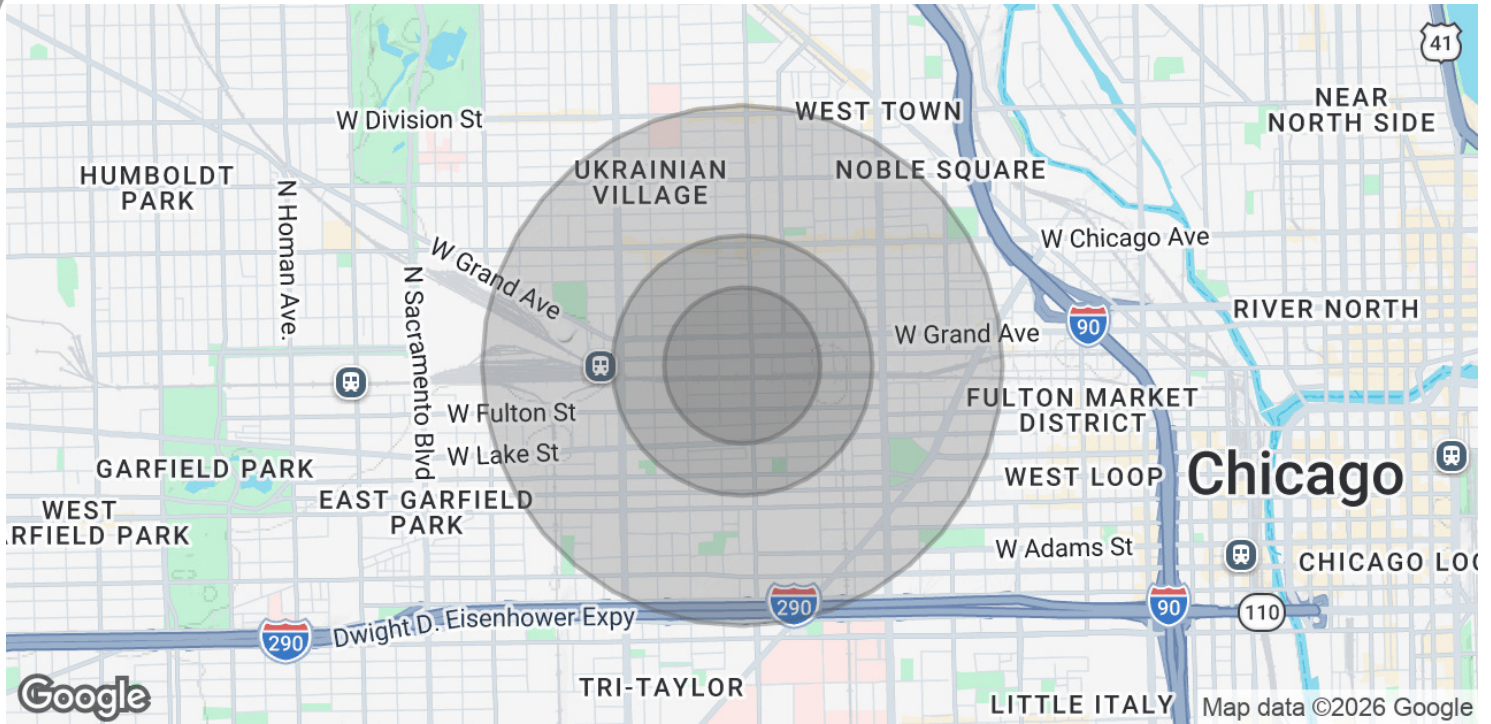 41
W Division St
WEST TOWN
NEAR
NORTH SIDE
HUMBOLDT
PARK
UKRAINIAN
VILLAGE
NOBLE SQUARE
N Homan Ave.
W Grand Ave
W Chicago Ave
N Sacramento Blvd
RIVER NORTH
90
W Grand Ave
W Fulton St
FULTON MARKET
DISTRICT
W Lake St
GARFIELD PARK
WEST LOOP
Chicago
EAST GARFIELD
PARK
WEST
ARFIELD PARK
W Adams St
CHICAGO LOO
290
90
110
290
Dwight D. Eisenhower Expy
TRI-TAYLOR
LITTLE ITALY
Google
Map data ©2026 Google